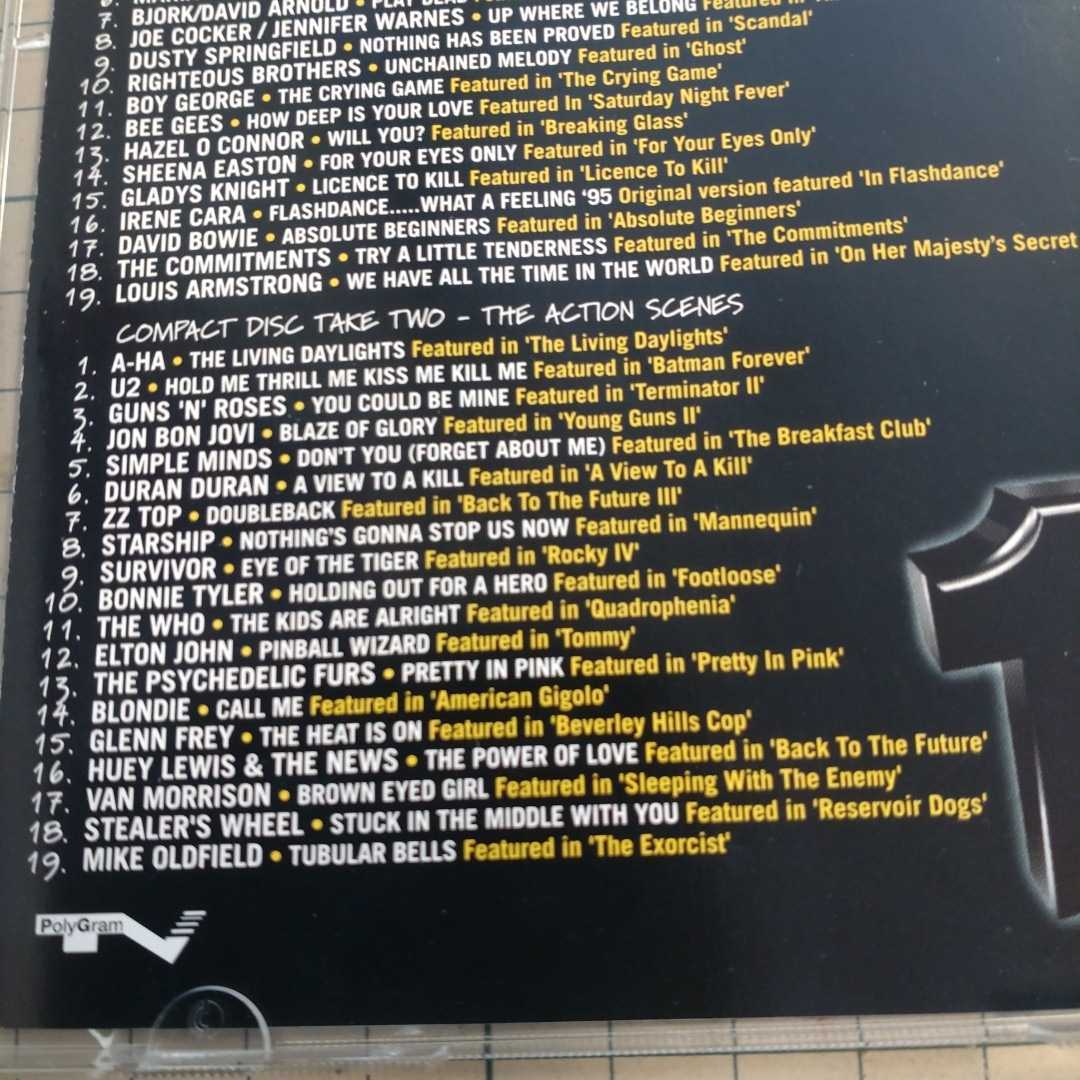 6.
7. BJORK/DAVID ARNOLD • PLAY DEAD
8. JOE COCKER / JENNIFER WARNES • UP WHERE WE BELONG Featured in
9. DUSTY SPRINGFIELD • NOTHING HAS BEEN PROVED Featured in 'Scandal'
10. RIGHTEOUS BROTHERS • UNCHAINED MELODY Featured in 'Ghost'
11. BOY GEORGE • THE CRYING GAME Featured in 'The Crying Game'
12. BEE GEES • HOW DEEP IS YOUR LOVE Featured In 'Saturday Night Fever'
13. HAZEL O CONNOR • WILL YOU? Featured in 'Breaking Glass'
14. SHEENA EASTON • FOR YOUR EYES ONLY Featured in 'For Your Eyes Only'
15. GLADYS KNIGHT • LICENCE TO KILL Featured in 'Licence To Kill'
16. IRENE CARA • FLASHDANCE.....WHAT A FEELING '95 Original version featured 'In Flashdance'
17. DAVID BOWIE • ABSOLUTE BEGINNERS Featured in 'Absolute Beginners'
18. THE COMMITMENTS • TRY A LITTLE TENDERNESS Featured in 'The Commitments'
19. LOUIS ARMSTRONG • WE HAVE ALL THE TIME IN THE WORLD Featured in 'On Her Majesty's Secret
COMPACT DISC TAKE TWO - THE ACTION SCENES
1. A-HA • THE LIVING DAYLIGHTS Featured in 'The Living Daylights'
2. U2 • HOLD ME THRILL ME KISS ME KILL ME Featured in 'Batman Forever'
3. GUNS 'N' ROSES • YOU COULD BE MINE Featured in 'Terminator II'
4. JON BON JOVI • BLAZE OF GLORY Featured in 'Young Guns II'
5. SIMPLE MINDS • DON'T YOU (FORGET ABOUT ME) Featured in 'The Breakfast Club'
6. DURAN DURAN • A VIEW TO A KILL Featured in 'A View To A Kill'
7. ZZ TOP • DOUBLEBACK Featured in 'Back To The Future III'
8. STARSHIP • NOTHING'S GONNA STOP US NOW Featured in 'Mannequin'
9. SURVIVOR • EYE OF THE TIGER Featured in 'Rocky IV'
10. BONNIE TYLER • HOLDING OUT FOR A HERO Featured in 'Footloose'
11. THE WHO • THE KIDS ARE ALRIGHT Featured in 'Quadrophenia'
12. ELTON JOHN • PINBALL WIZARD Featured in 'Tommy'
13. THE PSYCHEDELIC FURS • PRETTY IN PINK Featured in 'Pretty In Pink'
14. BLONDIE • CALL ME Featured in 'American Gigolo'
15. GLENN FREY • THE HEAT IS ON Featured in 'Beverley Hills Cop'
16. HUEY LEWIS & THE NEWS • THE POWER OF LOVE Featured in 'Back To The Future'
17. VAN MORRISON • BROWN EYED GIRL Featured in 'Sleeping With The Enemy'
18. STEALER'S WHEEL • STUCK IN THE MIDDLE WITH YOU Featured in 'Reservoir Dogs'
19. MIKE OLDFIELD • TUBULAR BELLS Featured in 'The Exorcist'
PolyGram